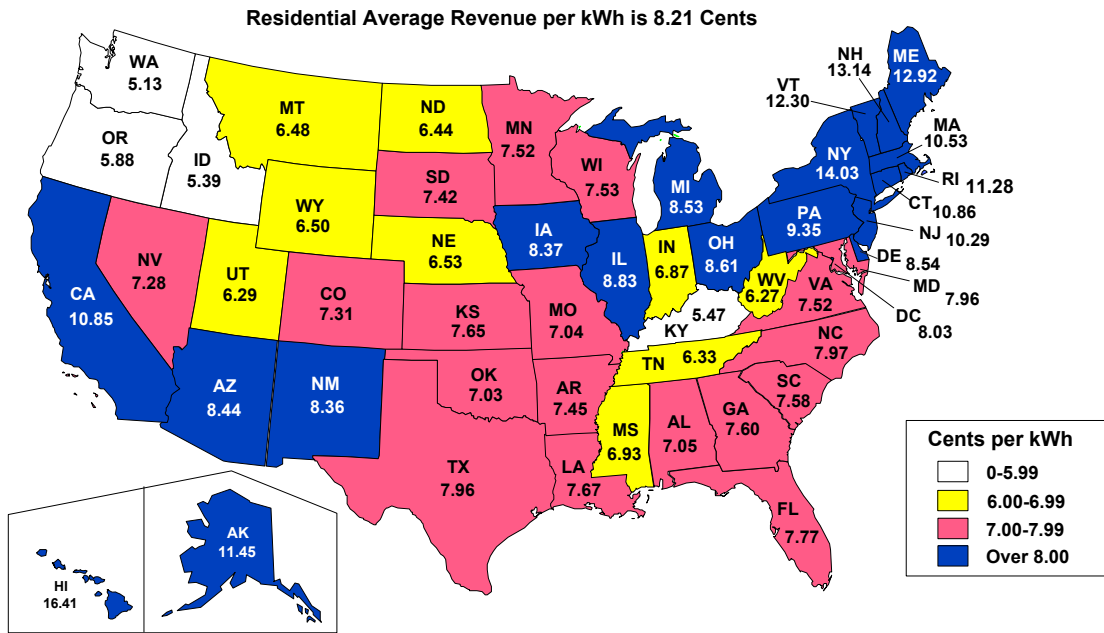 Residential Average Revenue per kWh is 8.21 Cents
WA
5.13
OR
5.88
ID
5.39
MT
6.48
ND
6.44
MN
7.52
SD
7.42
WI
7.53
WY
6.50
NE
6.53
IA
8.37
MI
8.53
IL
8.83
IN
6.87
OH
8.61
PA
9.35
NY
14.03
VT
12.30
NH
13.14
ME
12.92
MA
10.53
RI 11.28
CT 10.86
NJ 10.29
DE
8.54
MD
7.96
DC
8.03
CA
10.85
NV
7.28
UT
6.29
CO
7.31
KS
7.65
MO
7.04
KY
5.47
WV
6.27
VA
7.52
NC
7.97
TN 6.33
SC
7.58
AZ
8.44
NM
8.36
OK
7.03
AR
7.45
MS
6.93
AL
7.05
GA
7.60
TX
7.96
LA
7.67
FL
7.77
AK
11.45
HI
16.41
Cents per kWh
0-5.99
6.00-6.99
7.00-7.99
Over 8.00